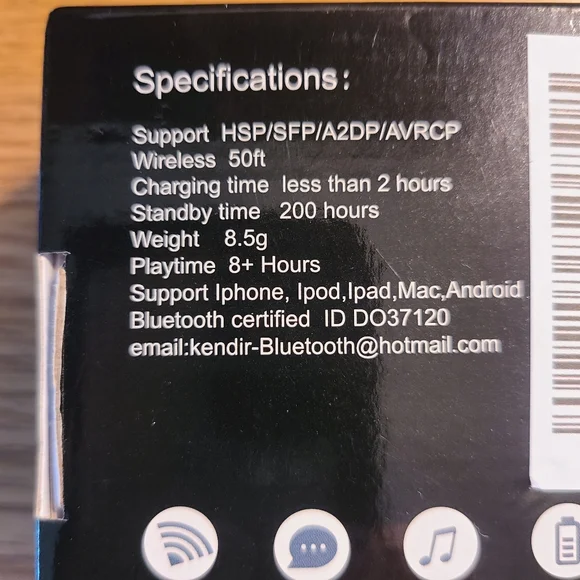 Specifications:
Support HSP/SFP/A2DP/AVRCP
Wireless 50ft
Charging time less than 2 hours
Standby time 200 hours
Weight 8.5g
Playtime 8+ Hours
Support Iphone, Ipod,Ipad,Mac,Android
Bluetooth certified ID DO37120
email:kendir-Bluetooth@hotmail.com